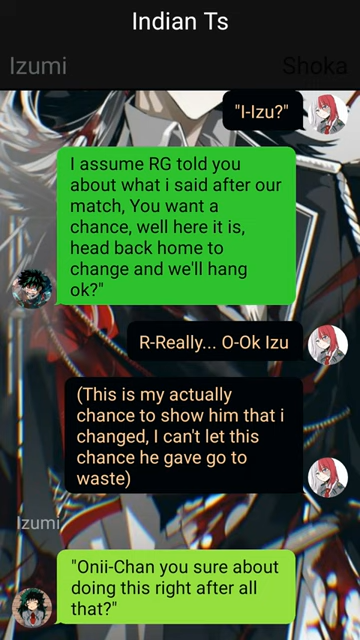 Indian Ts
Izumi
Shoka
"I-Izu?"
I assume RG told you
about what i said after our
match, You want a
chance, well here it is,
head back home to
change and we'll hang
ok?"
R-Really... O-Ok Izu
(This is my actually
chance to show him that i
changed, I can't let this
chance he gave go to
waste)
Izumi
"Onii-Chan you sure about
doing this right after all
that?"